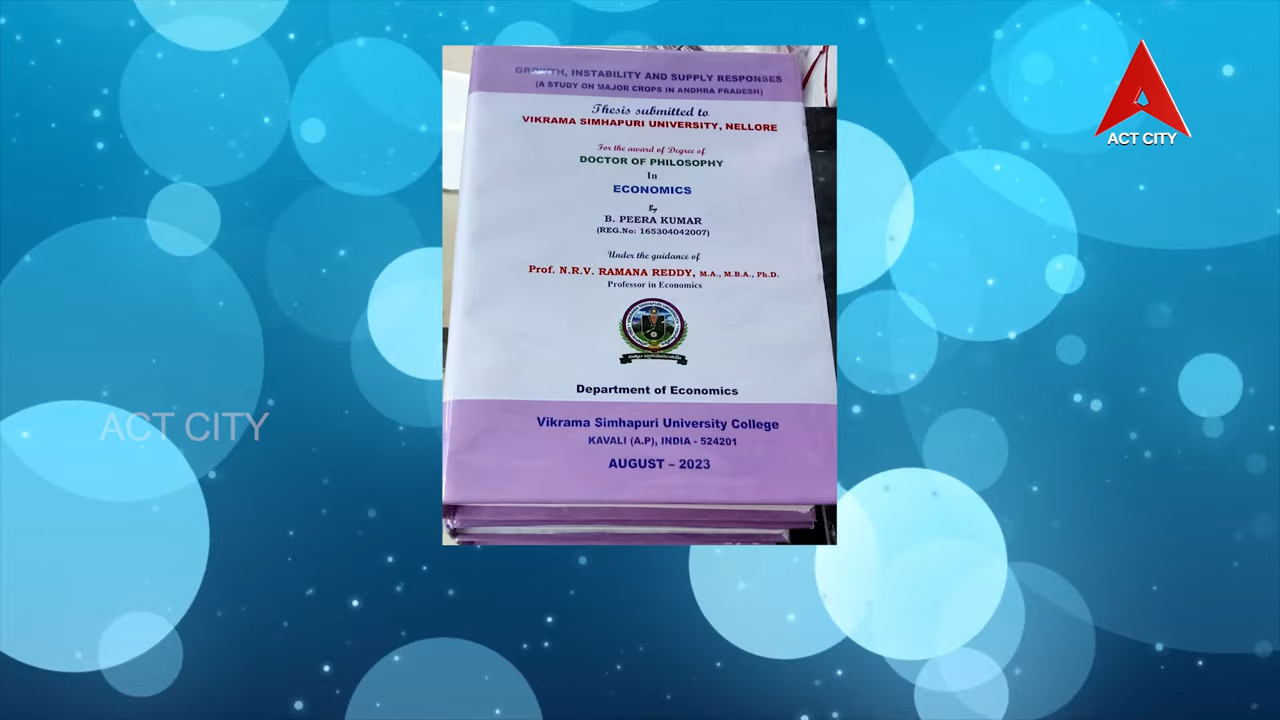 GROWTH, INSTABILITY AND SUPPLY RESPONSES
(A STUDY ON MAJOR CROPS IN ANDHRA PRADESH)
Thesis submitted to
VIKRAMA SIMHAPURI UNIVERSITY, NELLORE
For the award of Degree of
DOCTOR OF PHILOSOPHY
In
ECONOMICS
By
B. PEERA KUMAR
(REG.No: 165304042007)
Under the guidance of
Prof. N.R.V. RAMANA REDDY, M.A., M.B.A., Ph.D.
Professor in Economics
Department of Economics
Vikrama Simhapuri University College
KAVALI (A.P), INDIA - 524201
AUGUST – 2023
ACT CITY
ACT CITY